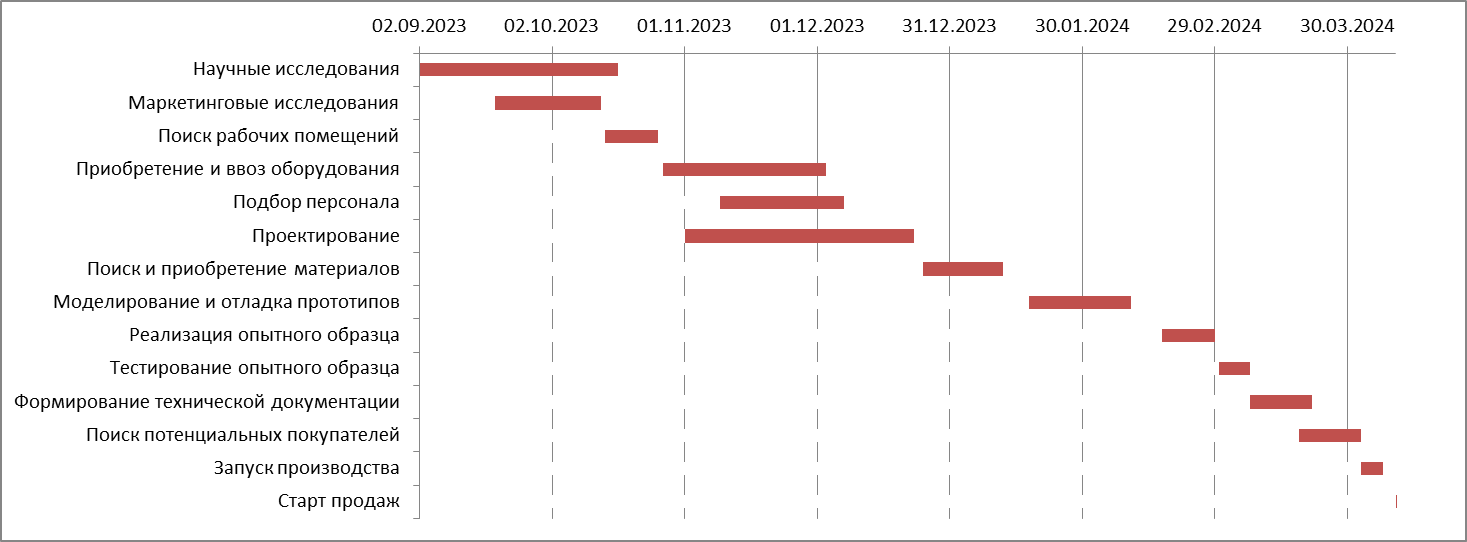 02.09.2023 02.10.2023 01.11.2023 01.12.2023 31.12.2023 30.01.2024 29.02.2024 30.03.2024
Научные исследования
Маркетинговые исследования
Поиск рабочих помещений
Приобретение и ввоз оборудования
Подбор персонала
Проектирование
Поиск и приобретение материалов
Моделирование и отладка прототипов
Реализация опытного образца
Тестирование опытного образца
Формирование технической документации
Поиск потенциальных покупателей
Запуск производства
Старт продаж